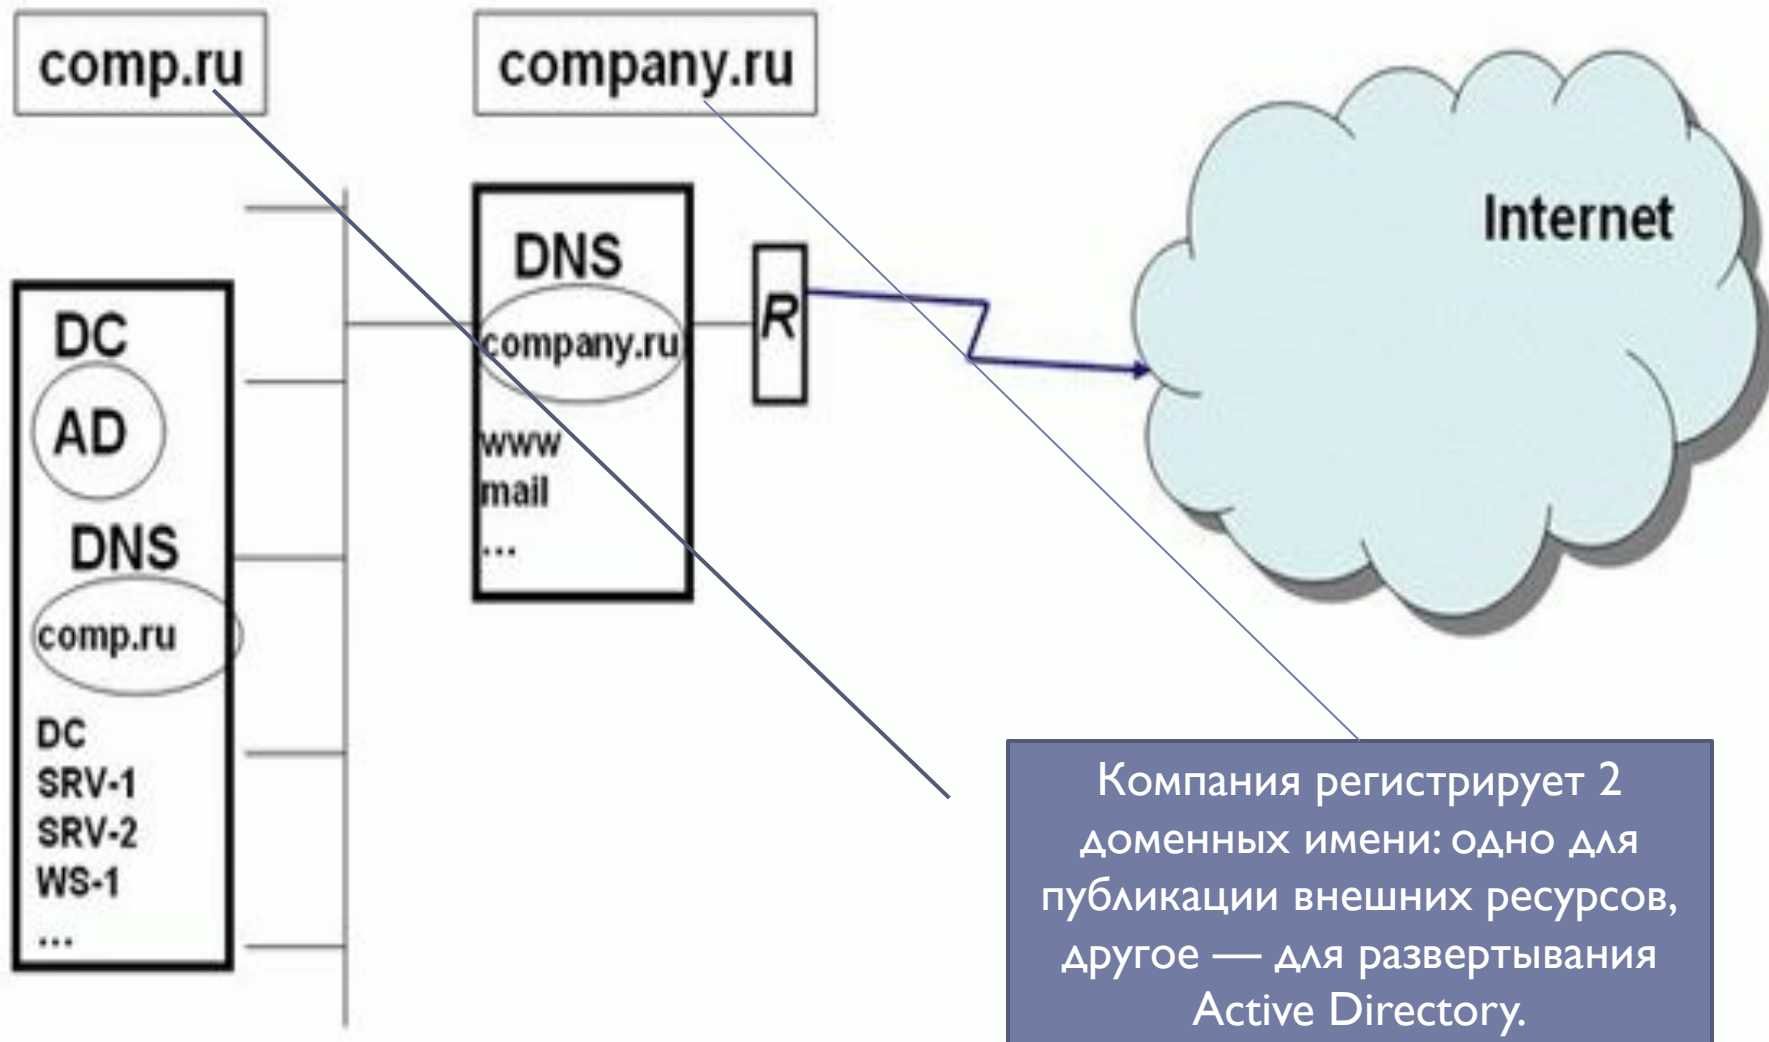 comp.ru
company.ru
Internet
DNS
company.ru
www
mail
...
R
DC
AD
DNS
comp.ru
DC
SRV-1
SRV-2
WS-1
...
Компания регистрирует 2
доменных имени: одно для
публикации внешних ресурсов,
другое — для развертывания
Active Directory.